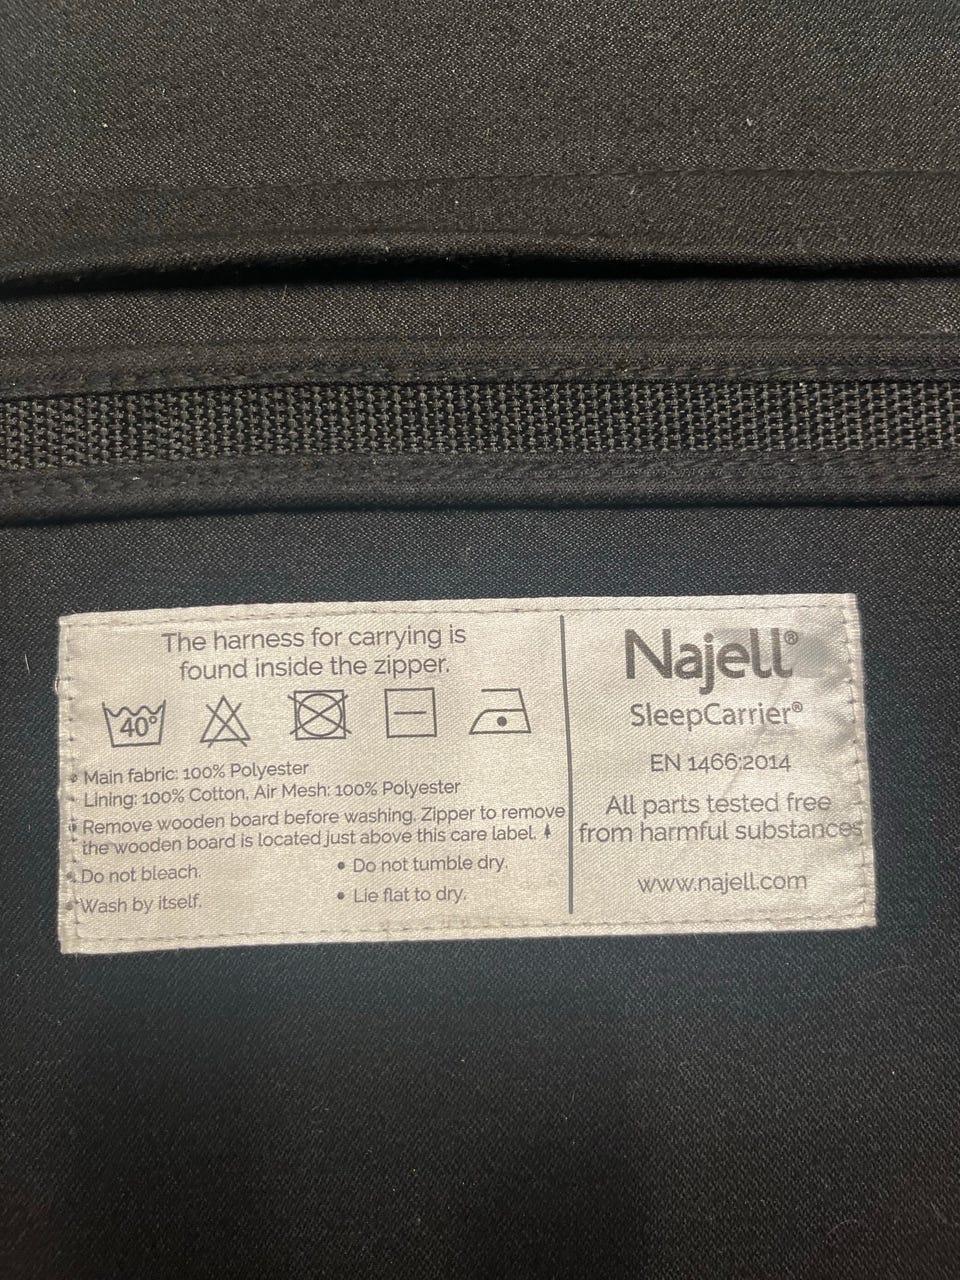 The harness for carrying is
found inside the zipper.
40°
• Main fabric: 100% Polyester
Lining: 100% Cotton, Air Mesh: 100% Polyester
• Remove wooden board before washing. Zipper to remove
the wooden board is located just above this care label.
• Do not bleach.
• Do not tumble dry.
• Wash by itself.
• Lie flat to dry.
Najell®
SleepCarrier®
EN 1466:2014
All parts tested free
from harmful substances
www.najell.com